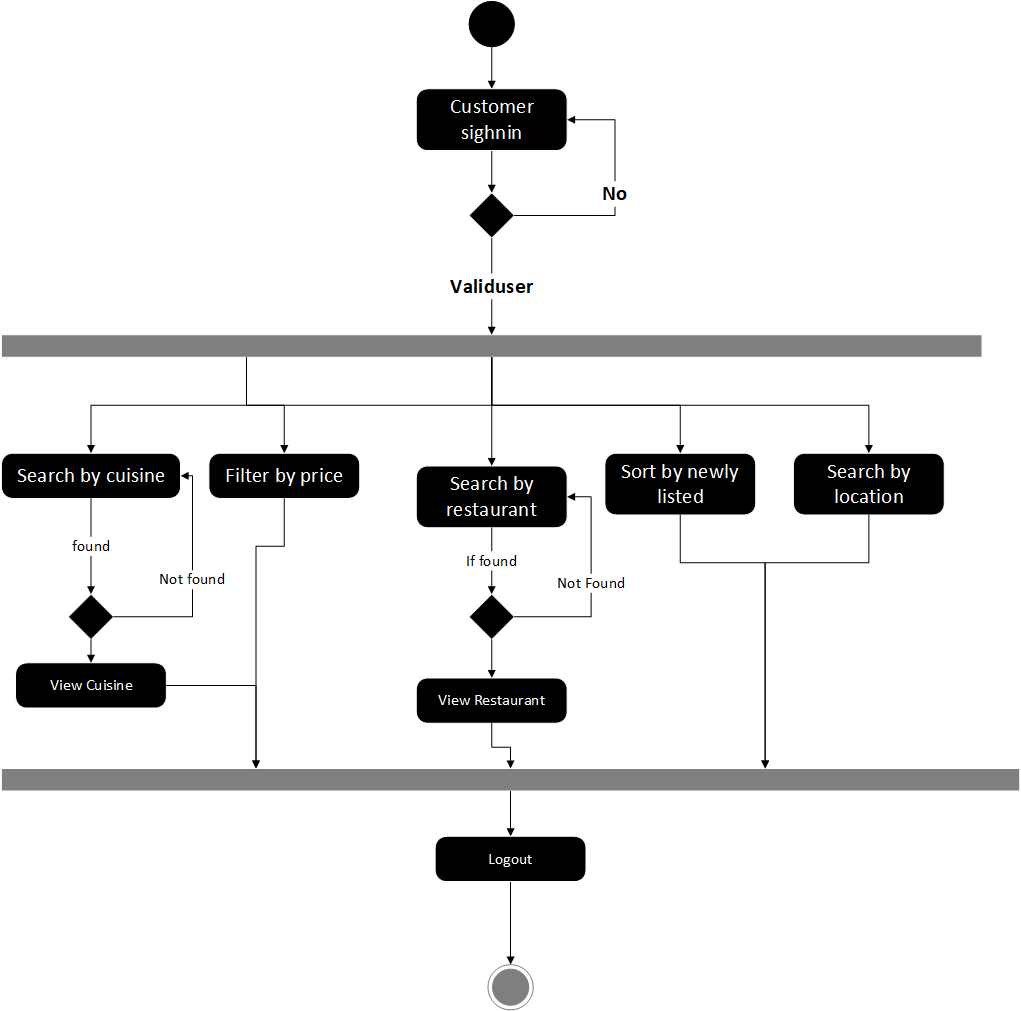 Customer
sighnin
No
Validuser
Search by cuisine
Filter by price
Search by
restaurant
Sort by newly
listed
Search by
location
found
Not found
If found
Not Found
View Cuisine
View Restaurant
Logout